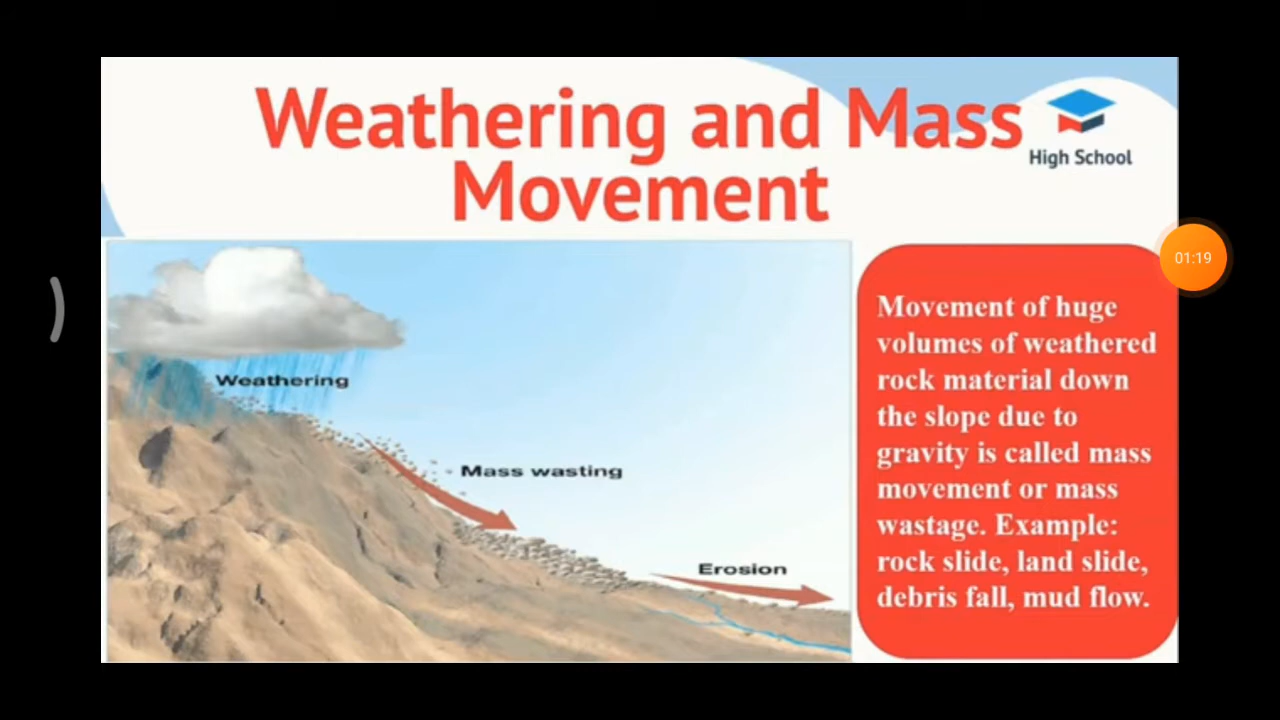 Weathering and Mass
Movement
High School
01:19
Weathering
Mass wasting
Erosion
Movement of huge
volumes of weathered
rock material down
the slope due to
gravity is called mass
movement or mass
wastage. Example:
rock slide, land slide,
debris fall, mud flow.